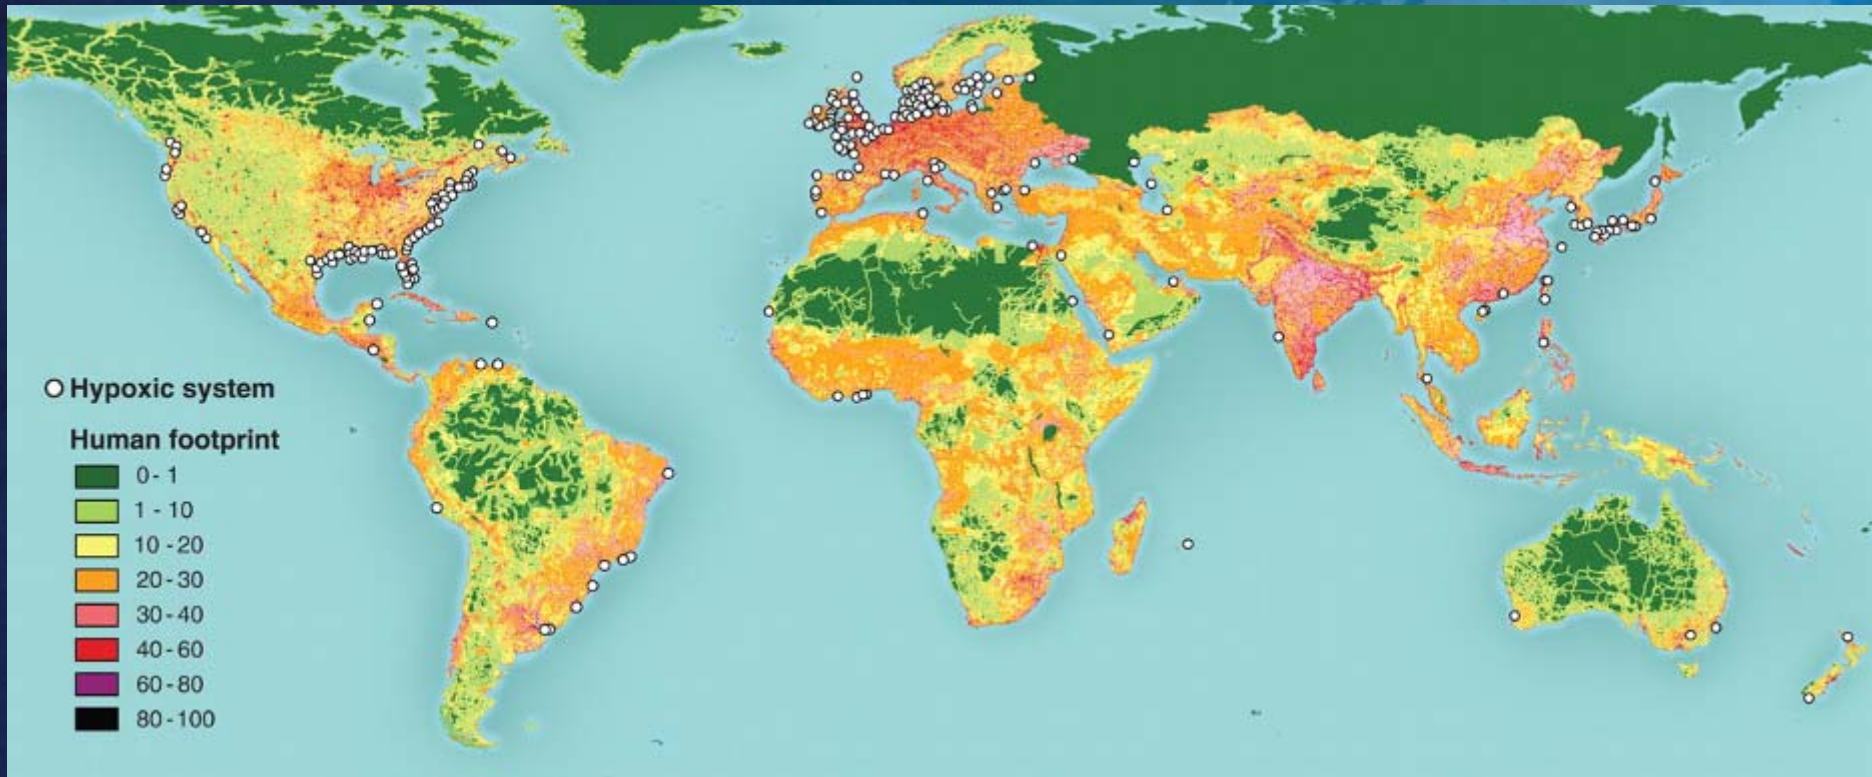 Hypoxic system
Human footprint
0 - 1
1 - 10
10 - 20
20 - 30
30 - 40
40 - 60
60 - 80
80 - 100